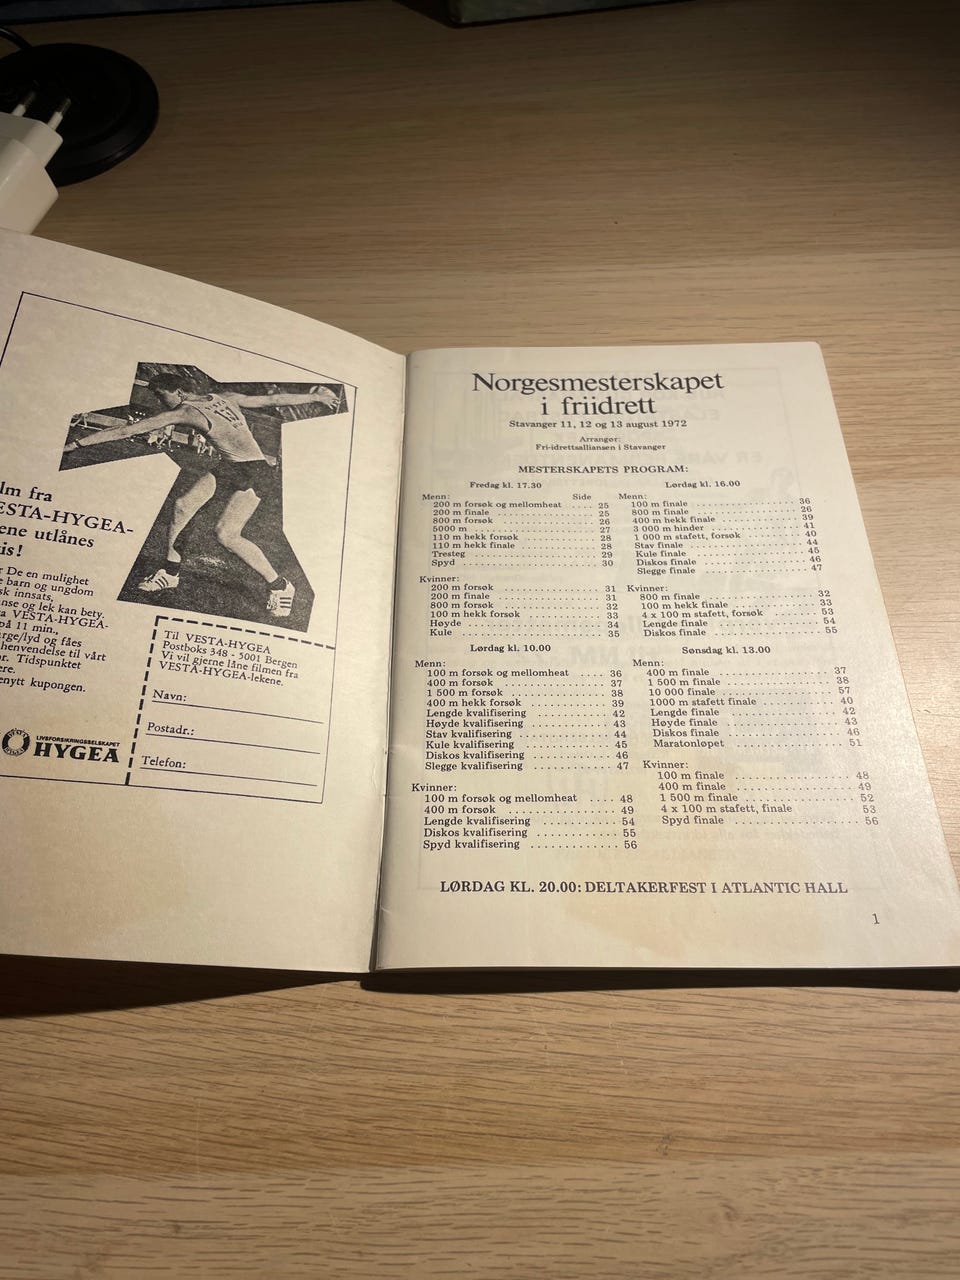 lm fra
ESTA-HYGEA-
ene utlånes
is!
r De en mulighet
e barn og ungdom
sk innsats,
nse og lek kan bety.
a VESTA-HYGEA-
på 11 min.,
arge/lyd og fåes
henvendelse til vårt
or. Tidspunktet
ere.
enytt kupongen.
LIVSFORSIKRINGSSELSKAPET
HYGEA
Til VESTA-HYGEA
Postboks 348 - 5001 Bergen
Vi vil gjerne låne filmen fra
VESTA-HYGEA-lekene.
Navn:
Postadr.:
Telefon:
Norgesmesterskapet
i friidrett
Stavanger 11, 12 og 13 august 1972
Arrangør:
Fri-idrettsalliansen i Stavanger
MESTERSKAPETS PROGRAM:
Fredag kl. 17.30
Menn: Side
200 m forsøk og mellomheat .... 25
200 m finale .... 25
800 m forsøk .... 26
5000 m .... 27
110 m hekk forsøk .... 28
110 m hekk finale .... 28
Tresteg .... 29
Spyd .... 30
Kvinner:
200 m forsøk .... 31
200 m finale .... 31
800 m forsøk .... 32
100 m hekk forsøk .... 33
Høyde .... 34
Kule .... 35
Lørdag kl. 10.00
Menn:
100 m forsøk og mellomheat .... 36
400 m forsøk .... 37
1 500 m forsøk .... 38
400 m hekk forsøk .... 39
Lengde kvalifisering .... 42
Høyde kvalifisering .... 43
Stav kvalifisering .... 44
Kule kvalifisering .... 45
Diskos kvalifisering .... 46
Slegge kvalifisering .... 47
Kvinner:
100 m forsøk og mellomheat .... 48
400 m forsøk .... 49
Lengde kvalifisering .... 54
Diskos kvalifisering .... 55
Spyd kvalifisering .... 56
Lørdag kl. 16.00
Menn:
100 m finale .... 36
800 m finale .... 26
400 m hekk finale .... 39
3 000 m hinder .... 41
1 000 m stafett, forsøk .... 40
Stav finale .... 44
Kule finale .... 45
Diskos finale .... 46
Slegge finale .... 47
Kvinner:
800 m finale .... 32
100 m hekk finale .... 33
4 x 100 m stafett, forsøk .... 53
Lengde finale .... 54
Diskos finale .... 55
Sønsdag kl. 13.00
Menn:
400 m finale .... 37
1 500 m finale .... 38
10 000 m finale .... 57
1000 m stafett finale .... 40
Lengde finale .... 42
Høyde finale .... 43
Diskos finale .... 46
Maratonløpet .... 51
Kvinner:
100 m finale .... 48
400 m finale .... 49
1 500 m finale .... 52
4 x 100 m stafett, finale 53
Spyd finale .... 56
LØRDAG KL. 20.00: DELTAKERFEST I ATLANTIC HALL
1